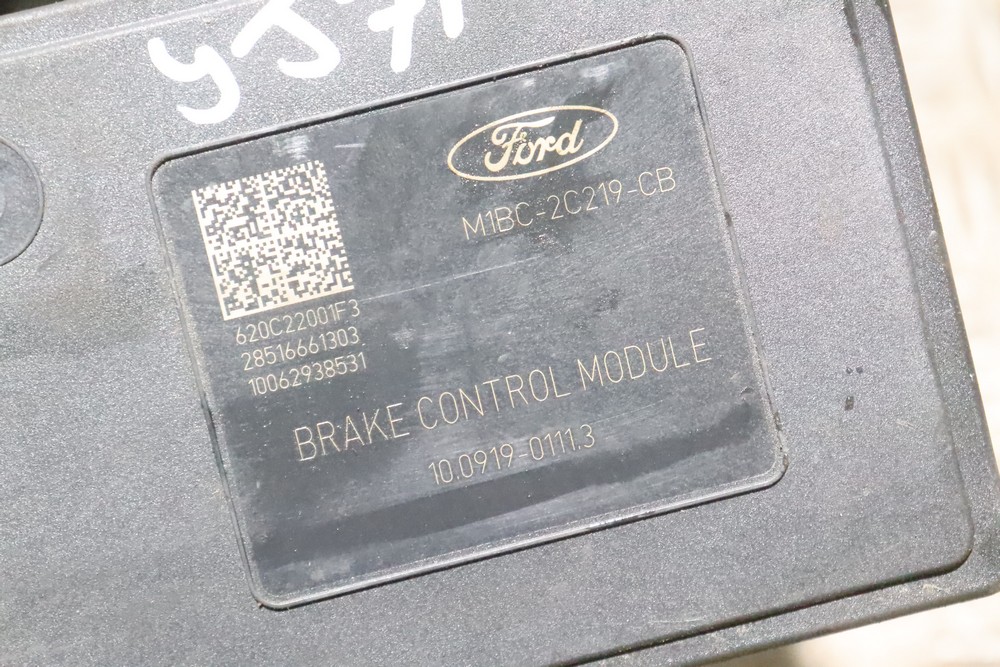 YJ71
Ford
M1BC-2C219-CB
620C22001F3
28516661303
10062938531
BRAKE CONTROL MODULE
10.0919-0111.3